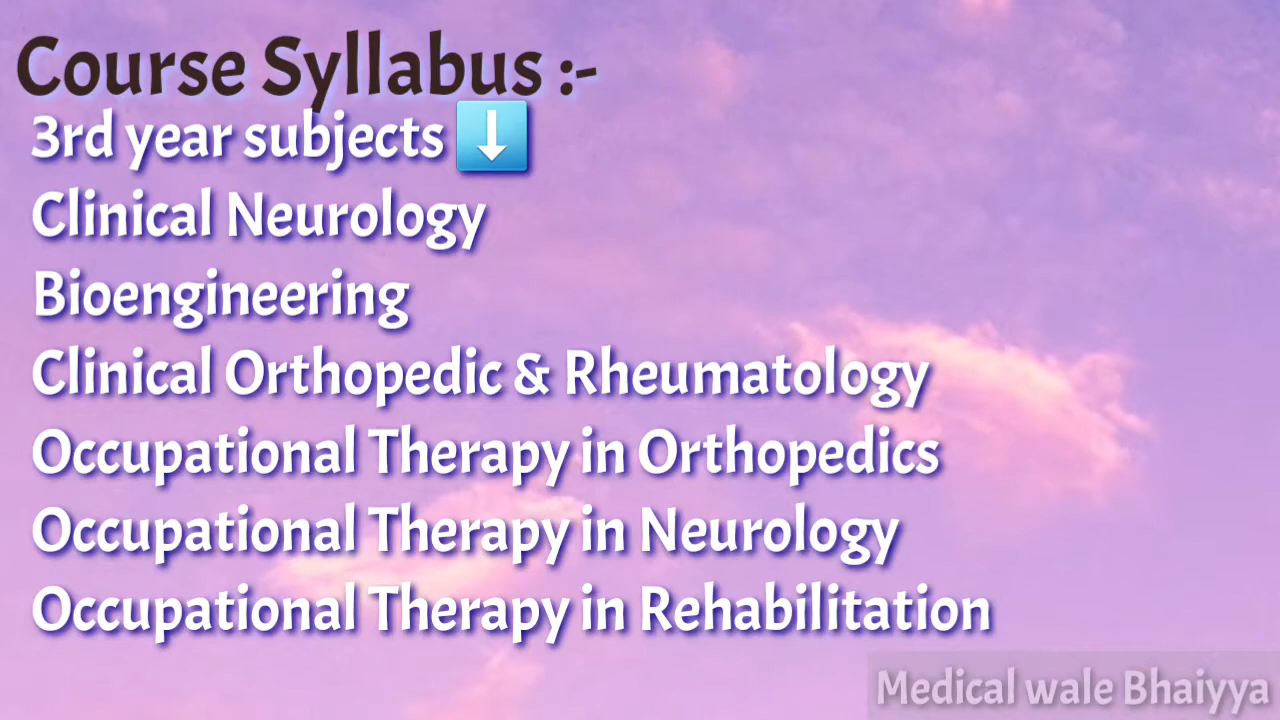 Course Syllabus :-
3rd year subjects ⬇️
Clinical Neurology
Bioengineering
Clinical Orthopedic & Rheumatology
Occupational Therapy in Orthopedics
Occupational Therapy in Neurology
Occupational Therapy in Rehabilitation
Medical wale Bhaiyya